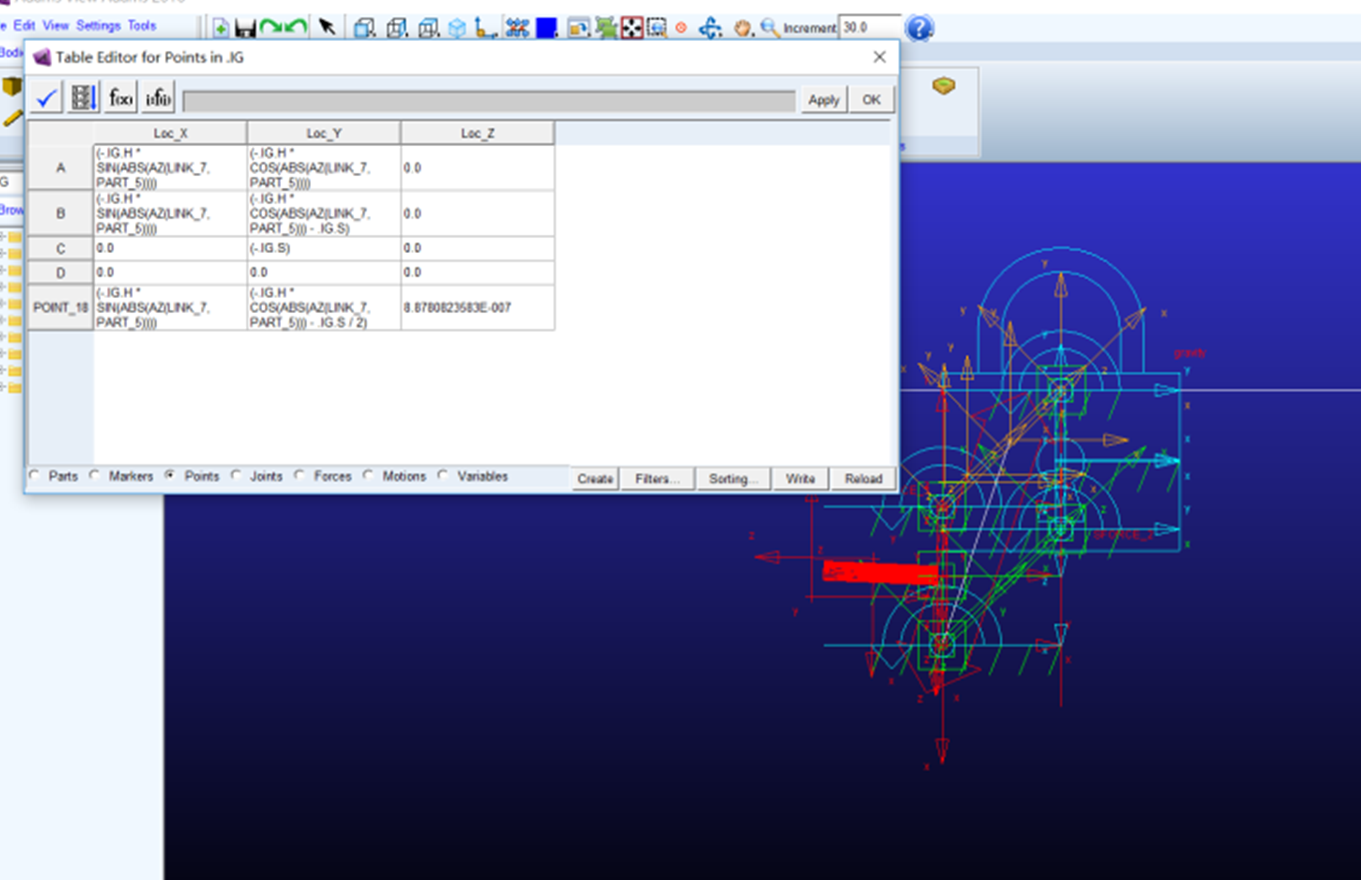 Edit View Settings Tools
Increment 30.0
Table Editor for Points in .IG
f(x)
Apply OK
Loc_X Loc_Y Loc_Z
A (-.IG.H * SIN(ABS(AZ(LINK_7, PART_5)))) (-.IG.H * COS(ABS(AZ(LINK_7, PART_5)))) 0.0
B (-.IG.H * SIN(ABS(AZ(LINK_7, PART_5)))) (-.IG.H * COS(ABS(AZ(LINK_7, PART_5))) - .IG.S) 0.0
C 0.0 (-.IG.S) 0.0
D 0.0 0.0 0.0
POINT_18 (-.IG.H * SIN(ABS(AZ(LINK_7, PART_5)))) (-.IG.H * COS(ABS(AZ(LINK_7, PART_5))) - .IG.S / 2) 8.8780823583E-007
Parts Markers Points Joints Forces Motions Variables
Create Filters... Sorting... Write Reload
gravity